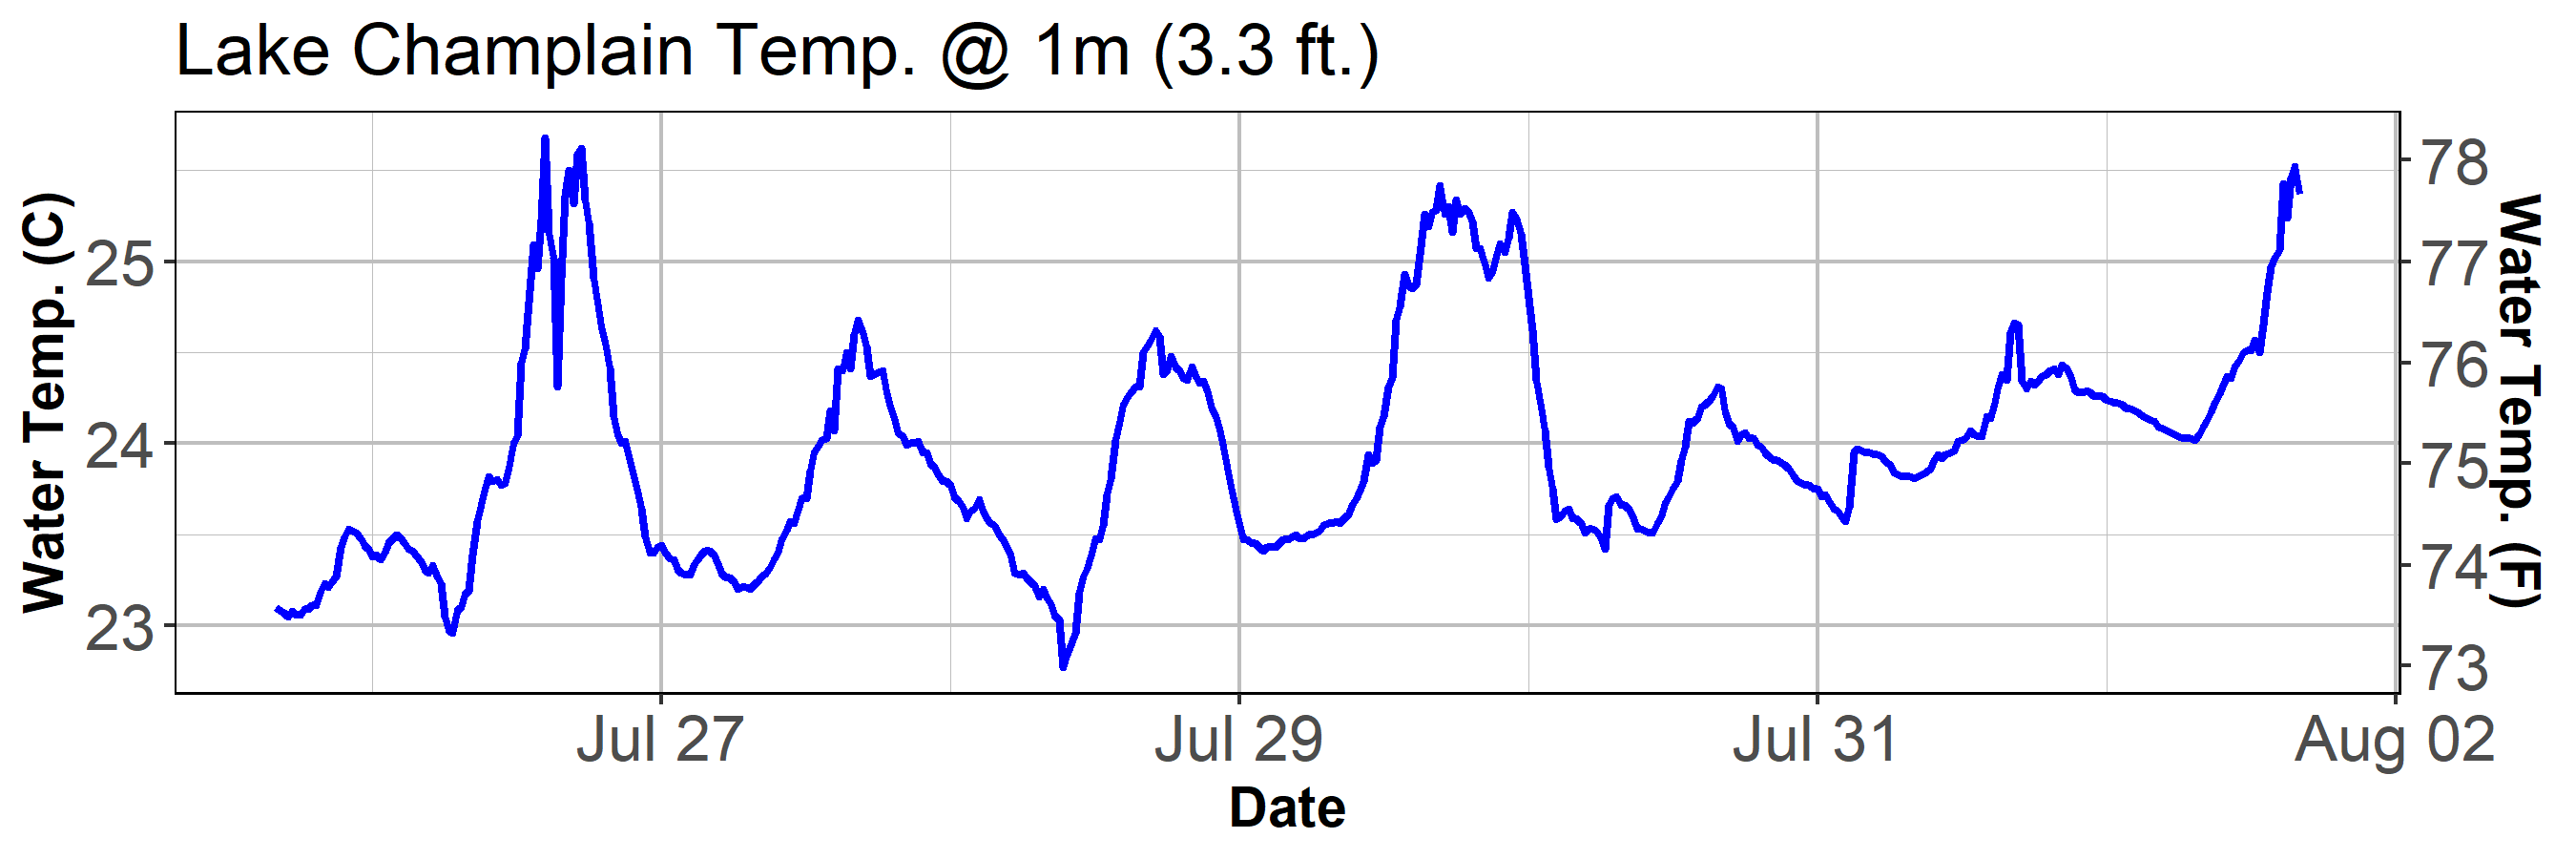 Lake Champlain Temp. @ 1m (3.3 ft.)
Water Temp. (C)
25
24
23
78
77
76
75
74
73
Water Temp. (F)
Jul 27
Jul 29
Jul 31
Aug 02
Date